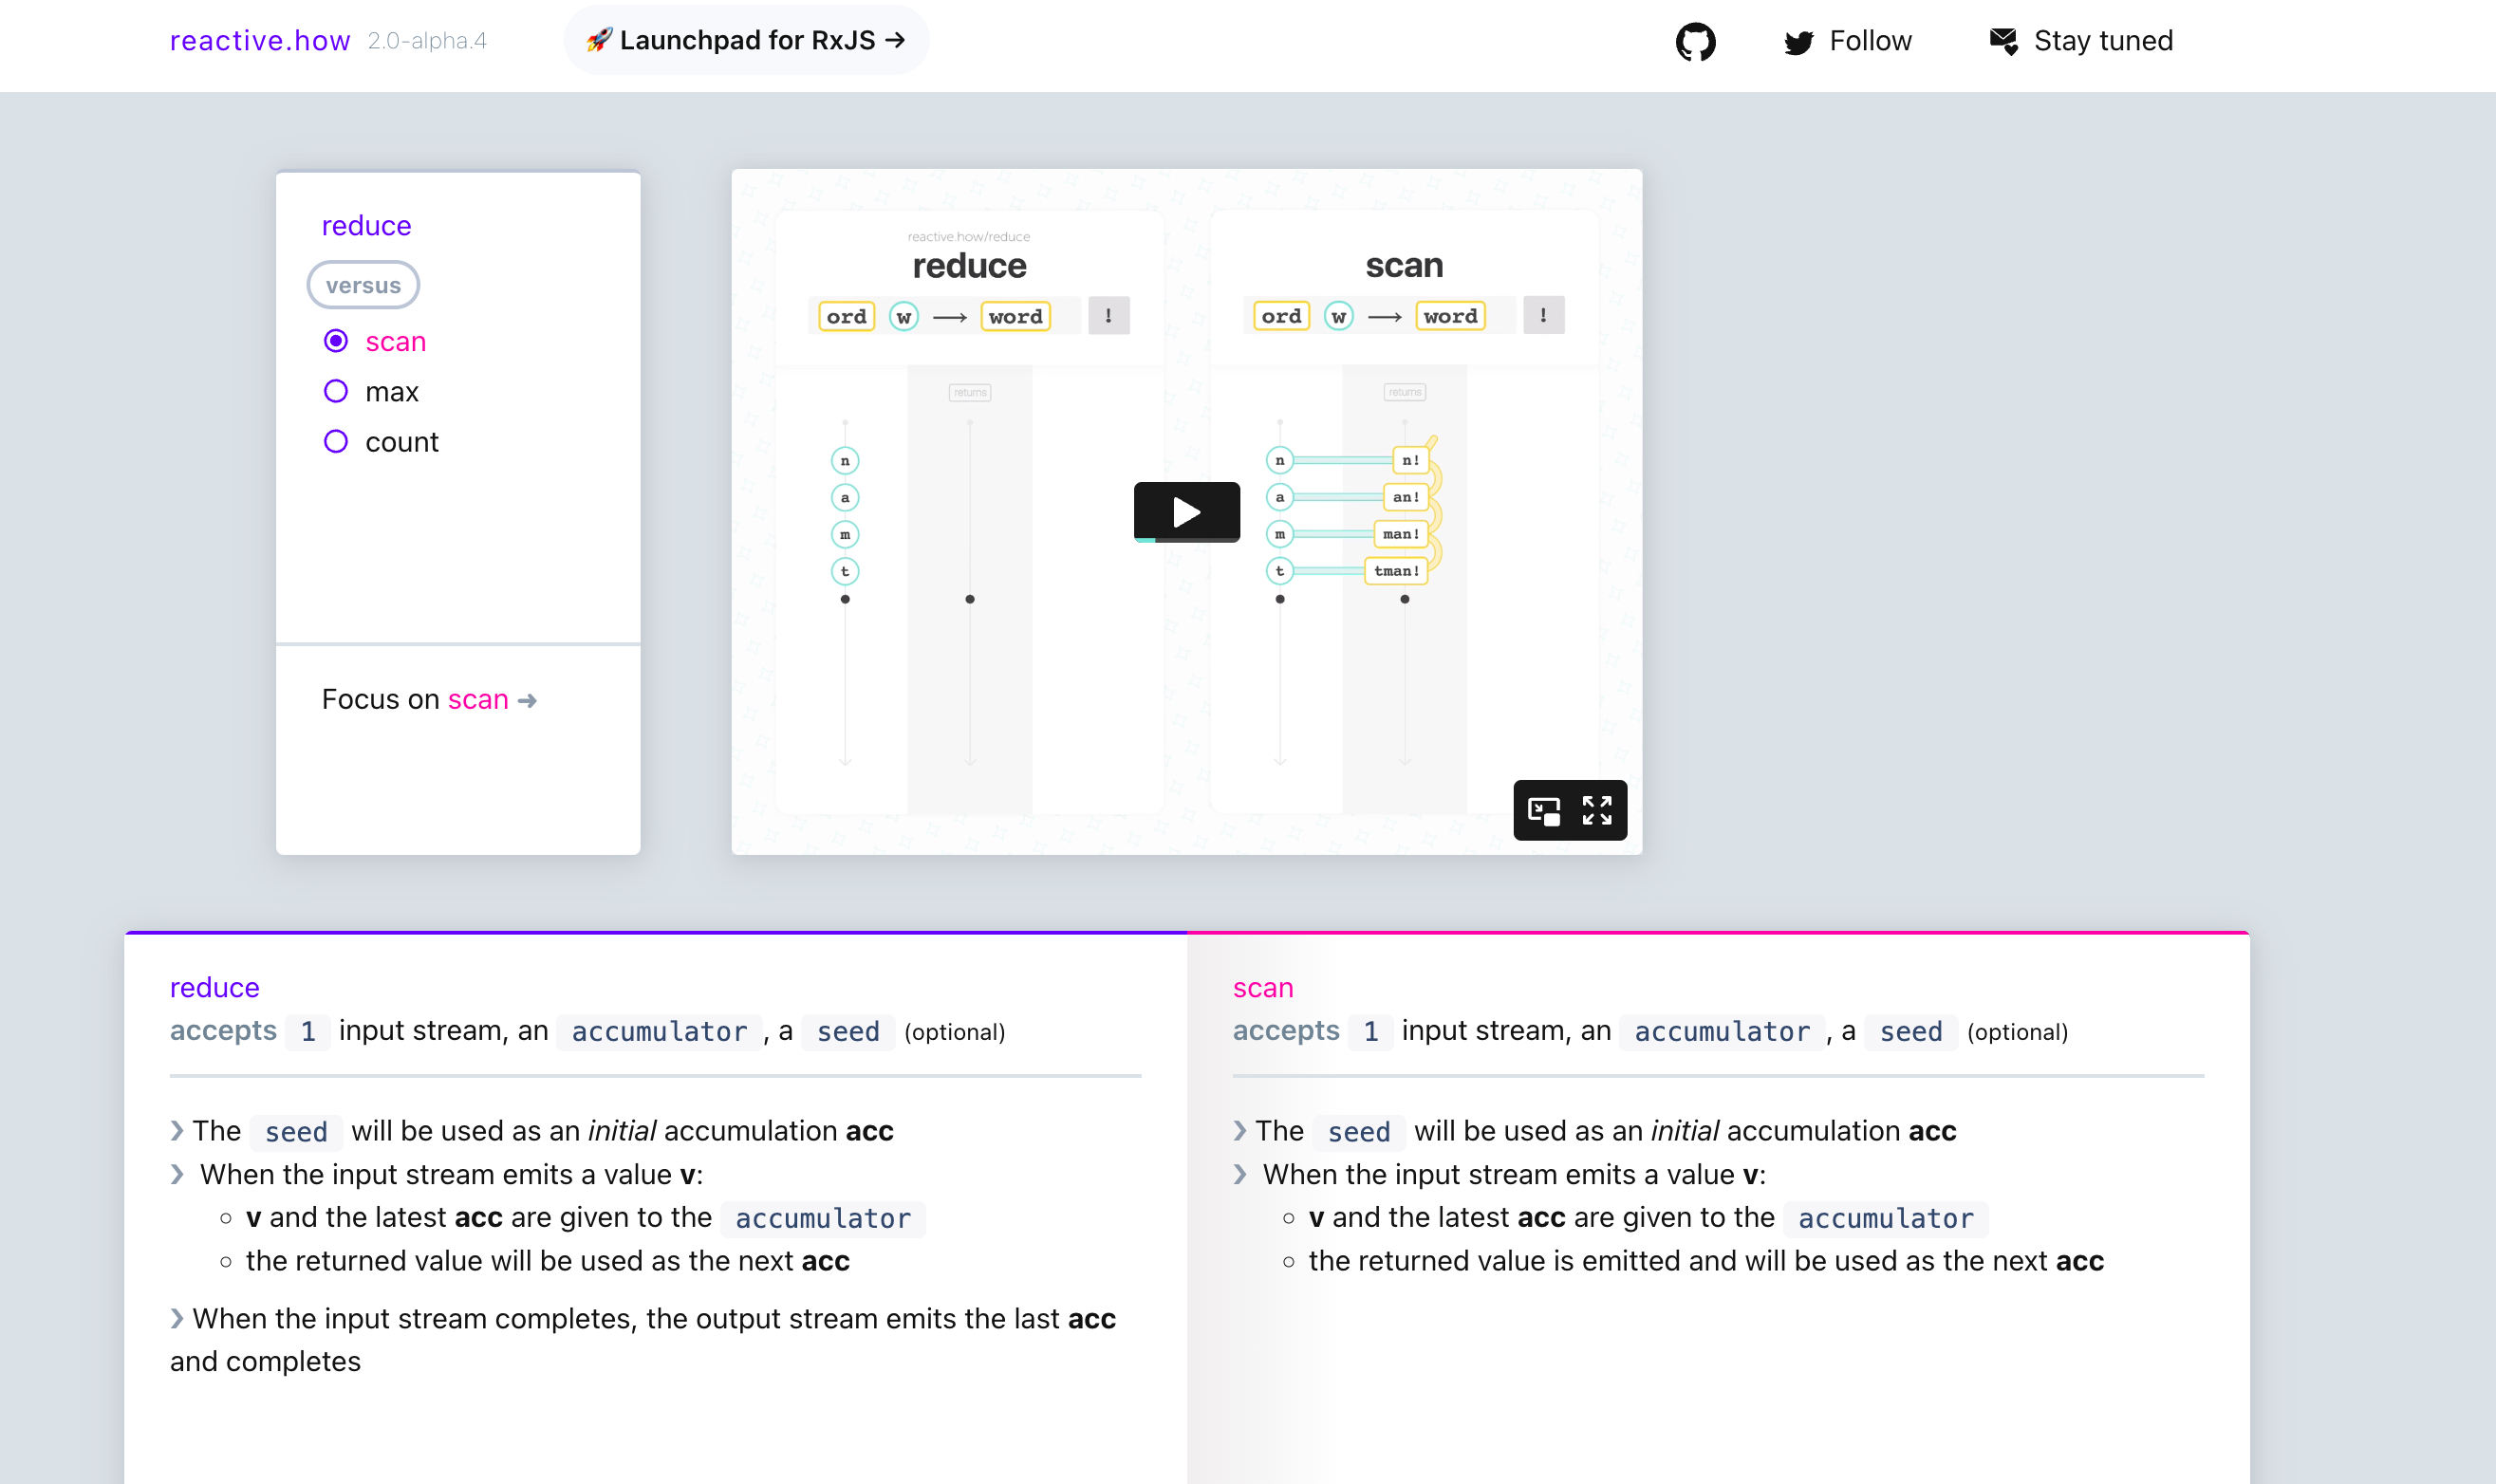 reactive.how 2.0-alpha.4 🚀 Launchpad for RxJS → Follow Stay tuned
reduce
versus
scan
max
count
Focus on scan ➜
reactive.how/reduce
reduce
ord w ⟶ word !
returns
n
a
m
t
scan
ord w ⟶ word !
returns
n n!
a an!
m man!
t tman!
reduce
accepts 1 input stream, an accumulator, a seed (optional)
❯ The seed will be used as an initial accumulation acc
❯ When the input stream emits a value v:
◦ v and the latest acc are given to the accumulator
◦ the returned value will be used as the next acc
❯ When the input stream completes, the output stream emits the last acc
and completes
scan
accepts 1 input stream, an accumulator, a seed (optional)
❯ The seed will be used as an initial accumulation acc
❯ When the input stream emits a value v:
◦ v and the latest acc are given to the accumulator
◦ the returned value is emitted and will be used as the next acc